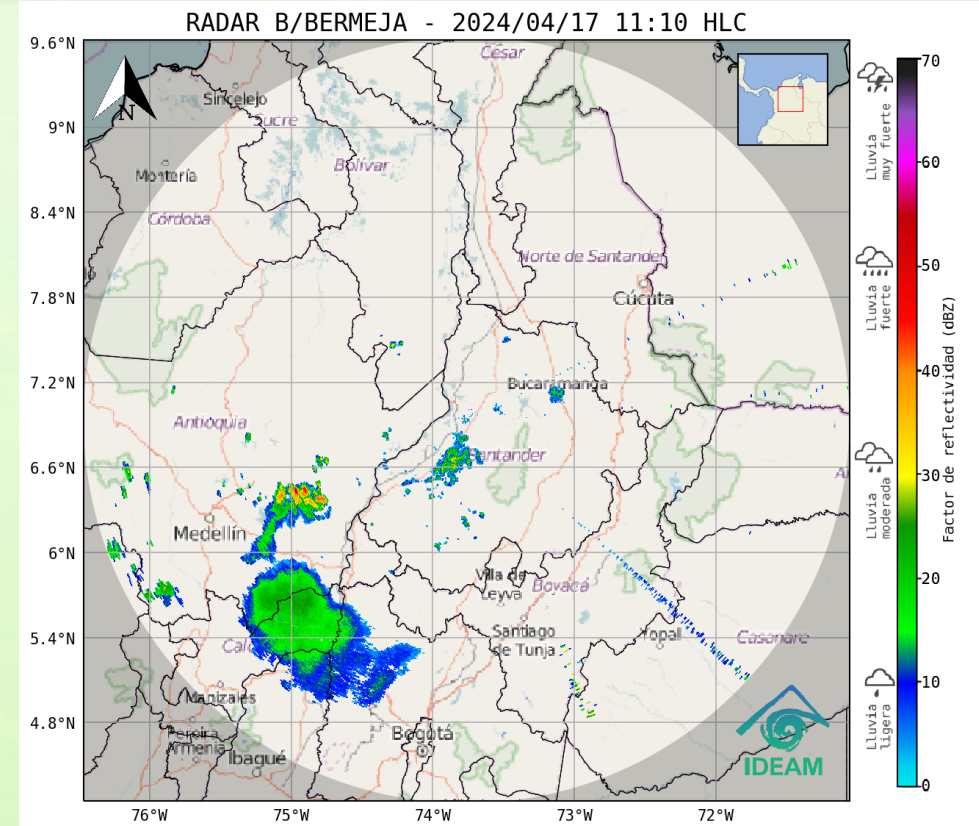 RADAR B/BERMEJA - 2024/04/17 11:10 HLC
9.6°N
9°N
8.4°N
7.8°N
7.2°N
6.6°N
6°N
5.4°N
4.8°N
76°W
75°W
74°W
73°W
72°W
N
Cesar
Sincelejo
Sucre
Bolívar
Montería
Córdoba
Norte de Santander
Cúcuta
Bucaramanga
Antioquia
Santander
Medellín
Villa de
Leyva
Boyacá
Santiago
de Tunja
Yopal
Casanare
Manizales
Pereira
Armenia
Ibagué
Bogotá
IDEAM
Lluvia
muy fuerte
Lluvia
fuerte
Lluvia
moderada
Lluvia
ligera
70
60
50
40
30
20
10
0
Factor de reflectividad (dBZ)